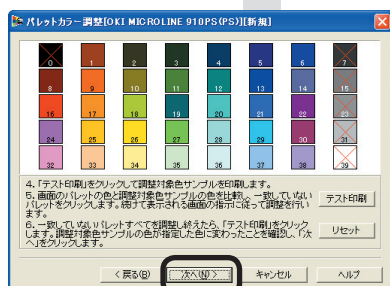 パレットカラー調整[OKI MICROLINE 910PS(PS)][新規]
0 1 2 3 4 5 6 7
8 9 10 11 12 13 14 15
16 17 18 19 20 21 22 23
24 25 26 27 28 29 30 31
32 33 34 35 36 37 38 39
4. 「テスト印刷」をクリックして調整対象色サンプルを印刷します。
5. 画面のパレットの色と調整対象色サンプルの色を比較し、一致していない
パレットをクリックします。続けて表示される画面の指示に従って調整を行い
ます。
6. 一致していないパレットすべてを調整し終えたら、「テスト印刷」をクリック
します。調整対象色サンプルの色が指定した色に変わったことを確認し、「次
へ」をクリックします。
テスト印刷
リセット
< 戻る(B)
次へ(N) >
キャンセル
ヘルプ